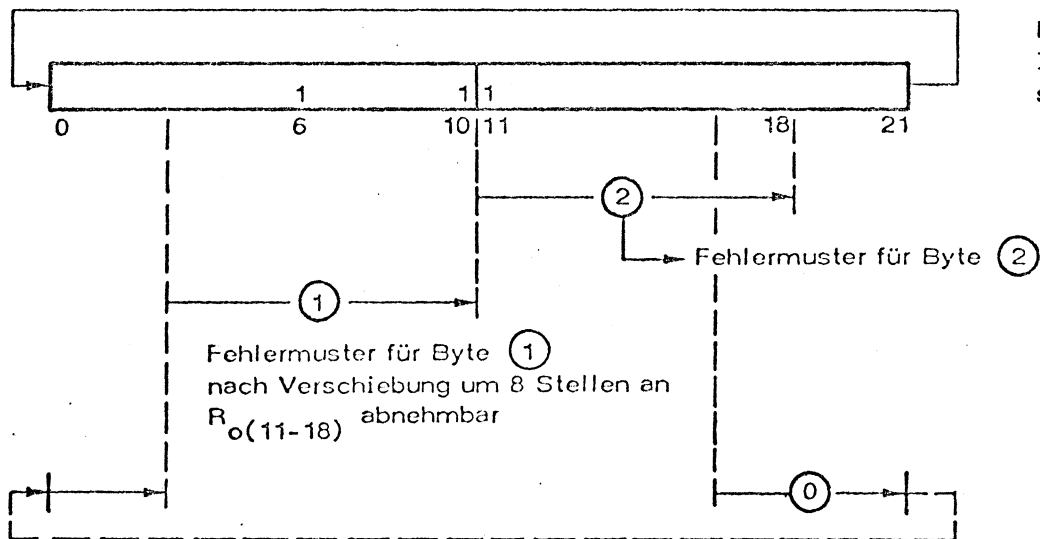 1 1 1
0 6 10 11 18 21
2
Fehlermuster für Byte 2
1
Fehlermuster für Byte 1
nach Verschiebung um 8 Stellen an
Ro(11-18) abnehmbar
0